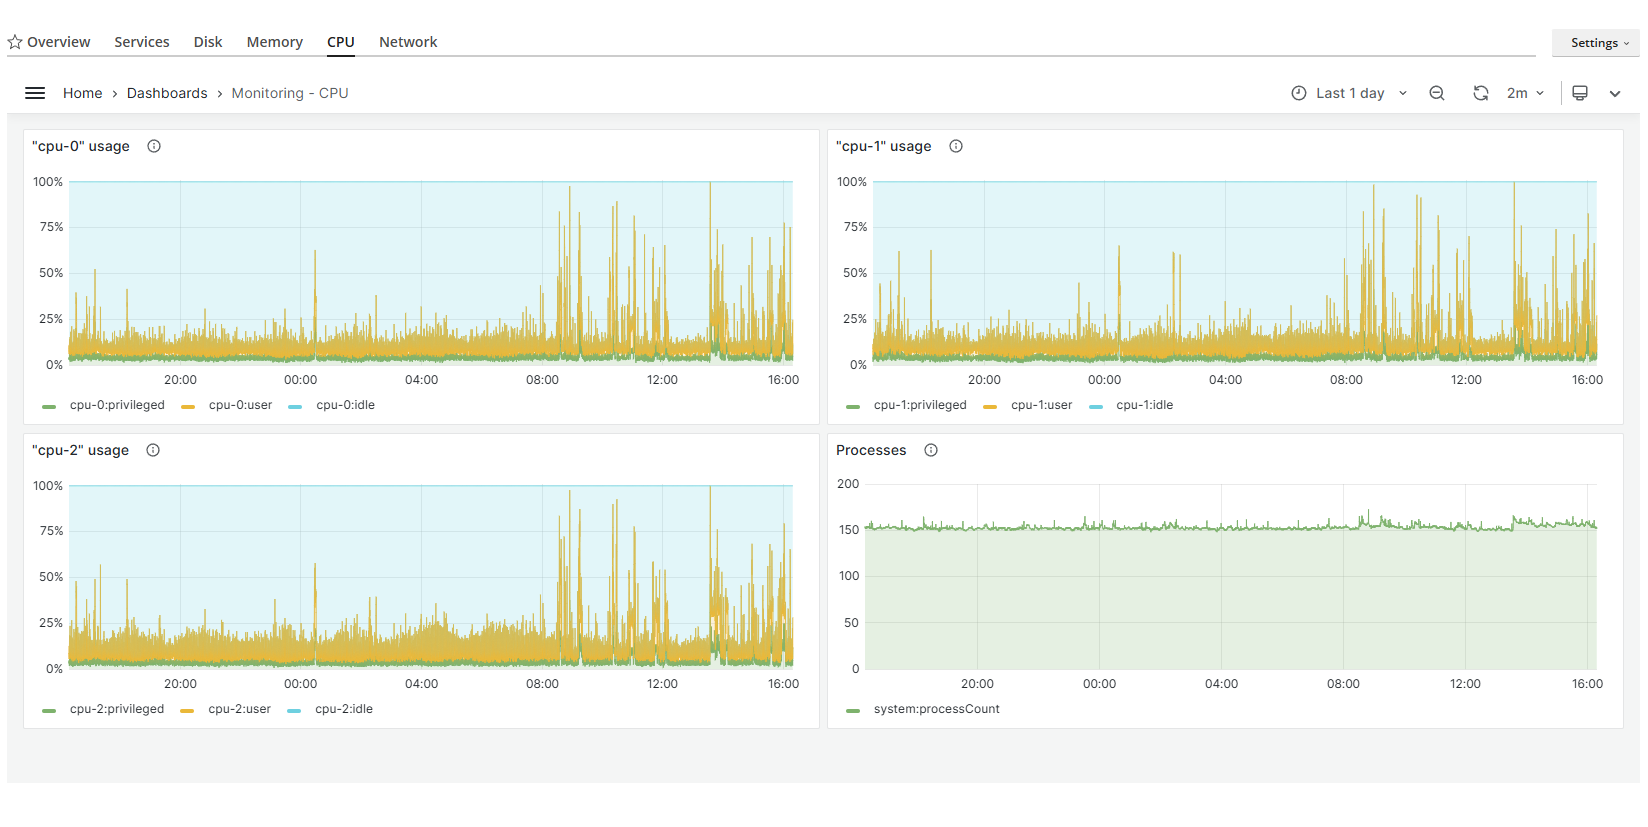 Overview Services Disk Memory CPU Network
Settings
Home › Dashboards › Monitoring - CPU
Last 1 day
2m
"cpu-0" usage
100%
75%
50%
25%
0%
20:00 00:00 04:00 08:00 12:00 16:00
cpu-0:privileged cpu-0:user cpu-0:idle
"cpu-1" usage
100%
75%
50%
25%
0%
20:00 00:00 04:00 08:00 12:00 16:00
cpu-1:privileged cpu-1:user cpu-1:idle
"cpu-2" usage
100%
75%
50%
25%
0%
20:00 00:00 04:00 08:00 12:00 16:00
cpu-2:privileged cpu-2:user cpu-2:idle
Processes
200
150
100
50
0
20:00 00:00 04:00 08:00 12:00 16:00
system:processCount